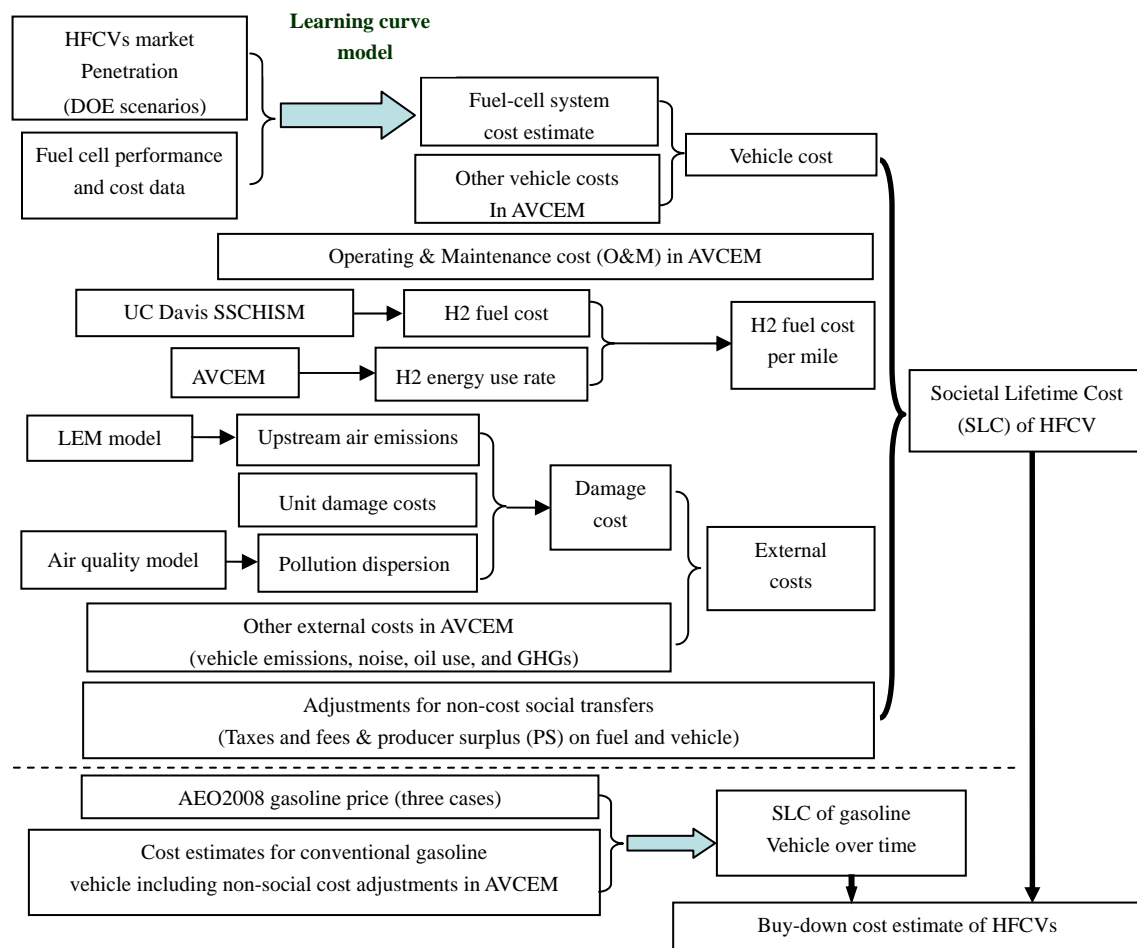 HFCVs market
Penetration
(DOE scenarios)
Learning curve
model
Fuel cell performance
and cost data
Fuel-cell system
cost estimate
Other vehicle costs
In AVCEM
Vehicle cost
Operating & Maintenance cost (O&M) in AVCEM
UC Davis SSCHISM
H2 fuel cost
H2 fuel cost
per mile
AVCEM
H2 energy use rate
Societal Lifetime Cost
(SLC) of HFCV
LEM model
Upstream air emissions
Unit damage costs
Damage
cost
Air quality model
Pollution dispersion
External
costs
Other external costs in AVCEM
(vehicle emissions, noise, oil use, and GHGs)
Adjustments for non-cost social transfers
(Taxes and fees & producer surplus (PS) on fuel and vehicle)
AEO2008 gasoline price (three cases)
Cost estimates for conventional gasoline
vehicle including non-social cost adjustments in AVCEM
SLC of gasoline
Vehicle over time
Buy-down cost estimate of HFCVs